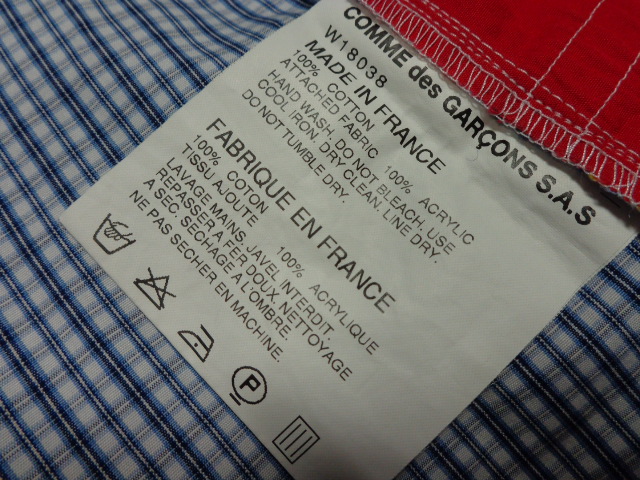 COMME des GARÇONS S.A.S
W18038
MADE IN FRANCE
100% COTTON
ATTACHED FABRIC 100% ACRYLIC
HAND WASH. DO NOT BLEACH. USE
COOL IRON. DRY CLEAN. LINE DRY.
DO NOT TUMBLE DRY.
FABRIQUE EN FRANCE
100% COTON
TISSU AJOUTE 100% ACRYLIQUE
LAVAGE MAINS. JAVEL INTERDIT.
REPASSER A FER DOUX. NETTOYAGE
A SEC. SECHAGE A L'OMBRE.
NE PAS SECHER EN MACHINE.
P